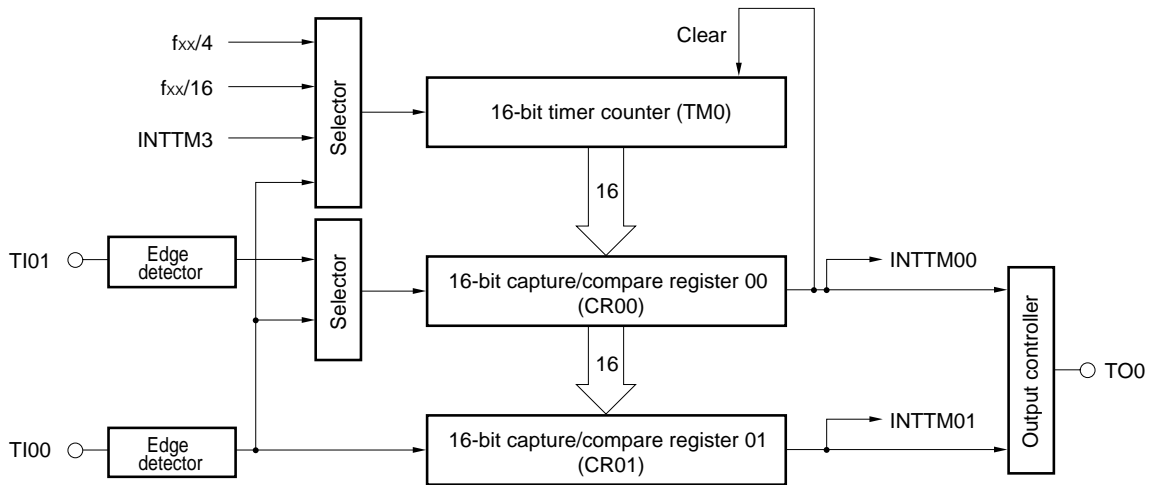 Clear
fxx/4
fxx/16
INTTM3
Selector
16-bit timer counter (TM0)
16
TI01
Edge
detector
Selector
16-bit capture/compare register 00
(CR00)
INTTM00
16
Output controller
TO0
TI00
Edge
detector
16-bit capture/compare register 01
(CR01)
INTTM01